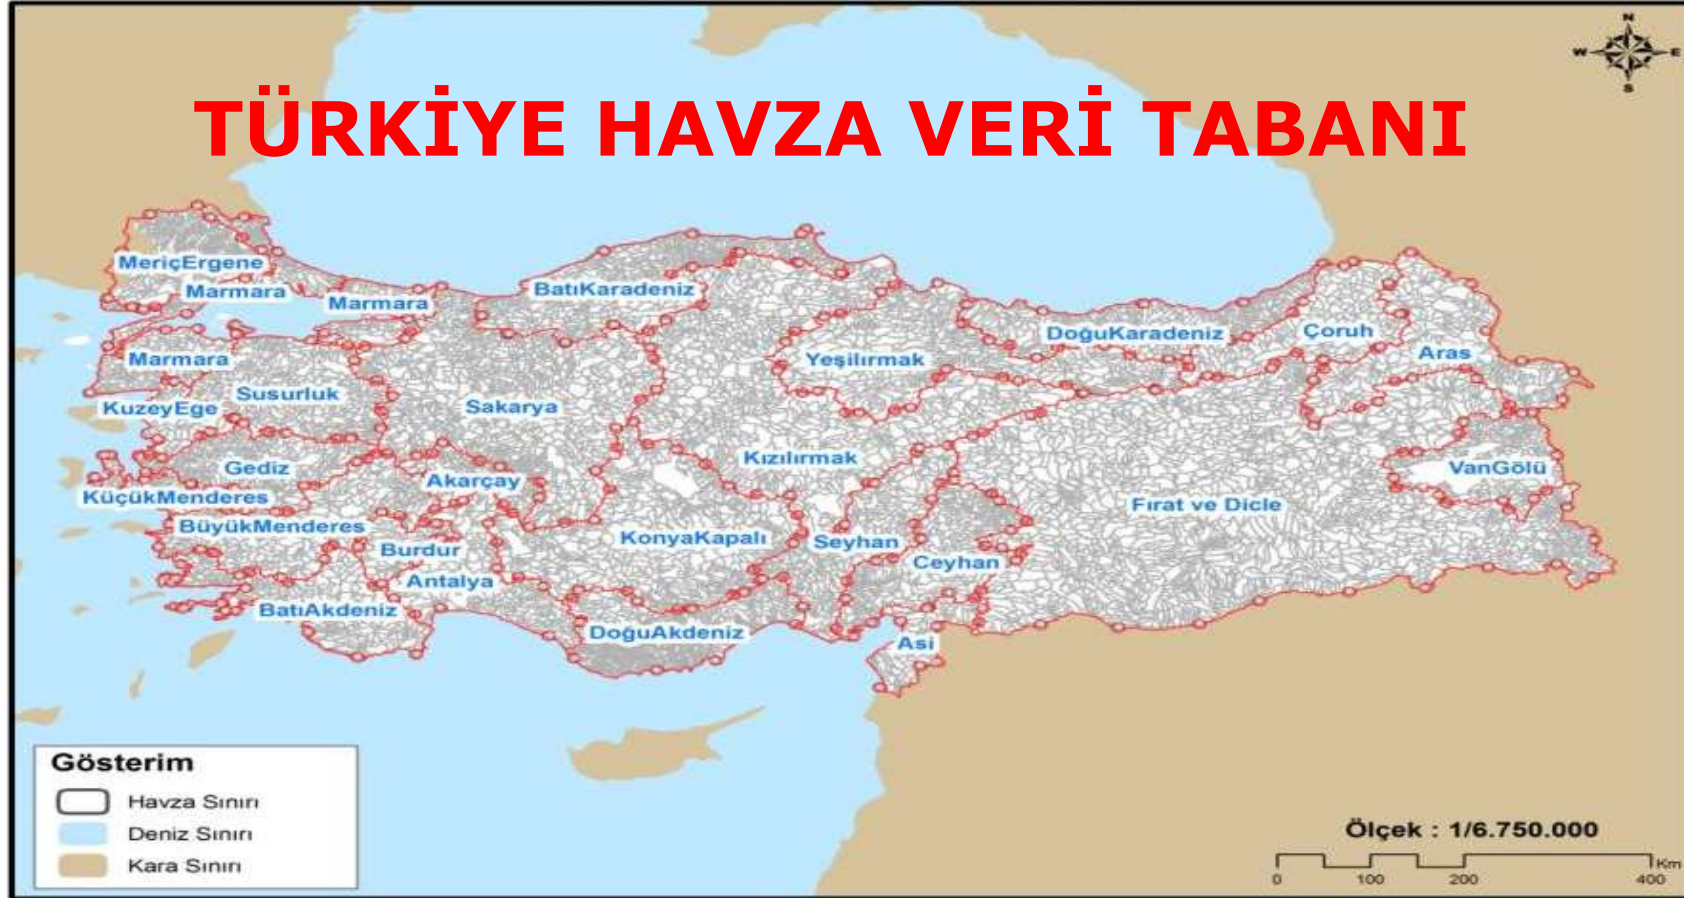 N
W E
S
TÜRKİYE HAVZA VERİ TABANI
MeriçErgene
Marmara
Marmara
BatıKaradeniz
DoğuKaradeniz
Çoruh
Aras
Marmara
Yeşilırmak
Susurluk
KuzeyEge
Sakarya
Gediz
Akarçay
Kızılırmak
VanGölü
KüçükMenderes
Fırat ve Dicle
BüyükMenderes
Burdur
KonyaKapalı
Seyhan
Ceyhan
Antalya
BatıAkdeniz
DoğuAkdeniz
Asi
Gösterim
Havza Sınırı
Deniz Sınırı
Kara Sınırı
Ölçek : 1/6.750.000
Km
0 100 200 400